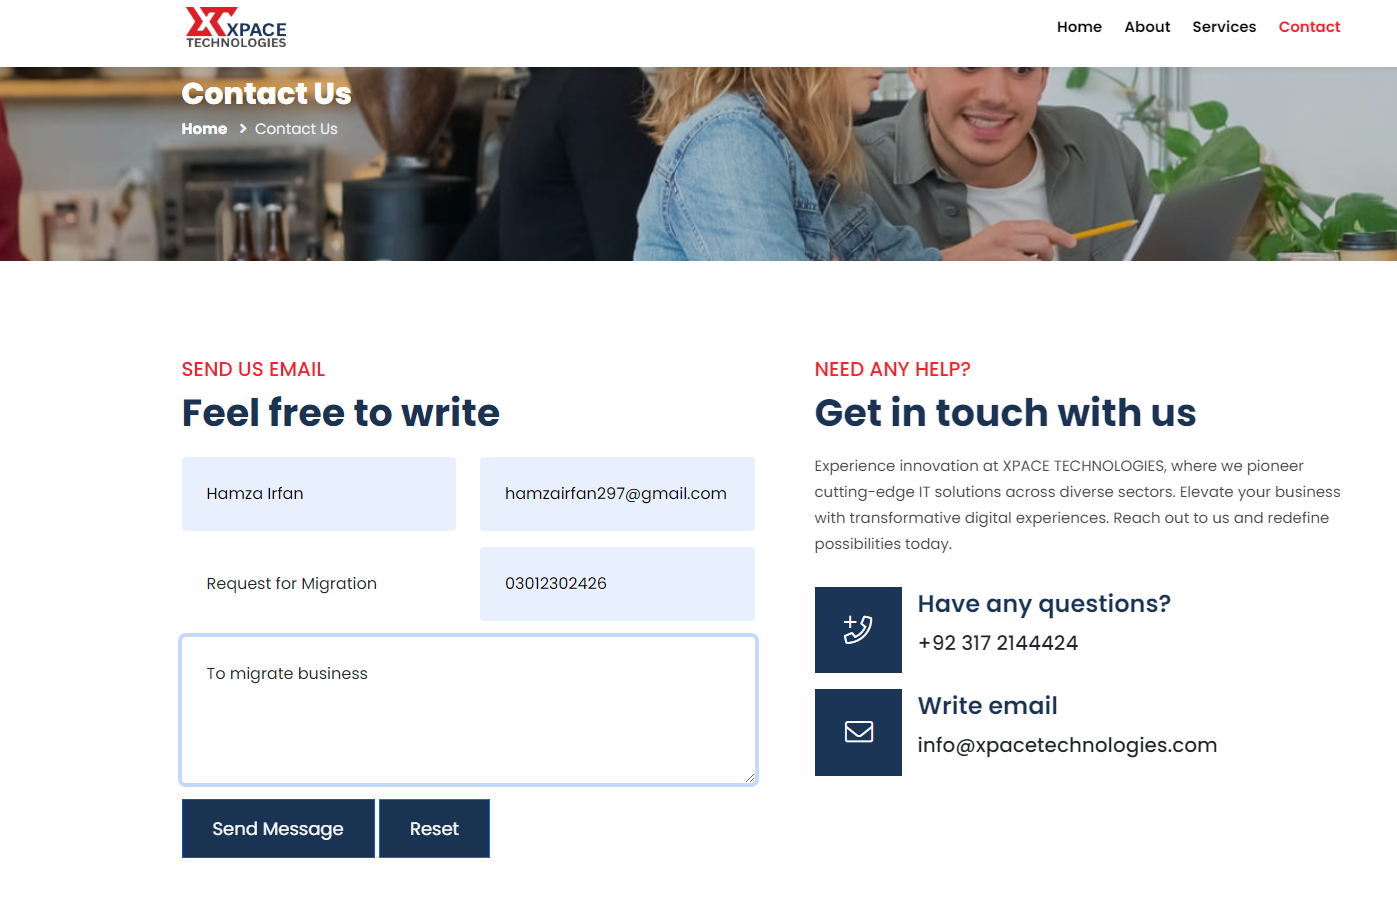 XPACE
TECHNOLOGIES
Home About Services Contact
Contact Us
Home > Contact Us
SEND US EMAIL
Feel free to write
Hamza Irfan
hamzairfan297@gmail.com
Request for Migration
03012302426
To migrate business
Send Message
Reset
NEED ANY HELP?
Get in touch with us
Experience innovation at XPACE TECHNOLOGIES, where we pioneer
cutting-edge IT solutions across diverse sectors. Elevate your business
with transformative digital experiences. Reach out to us and redefine
possibilities today.
Have any questions?
+92 317 2144424
Write email
info@xpacetechnologies.com